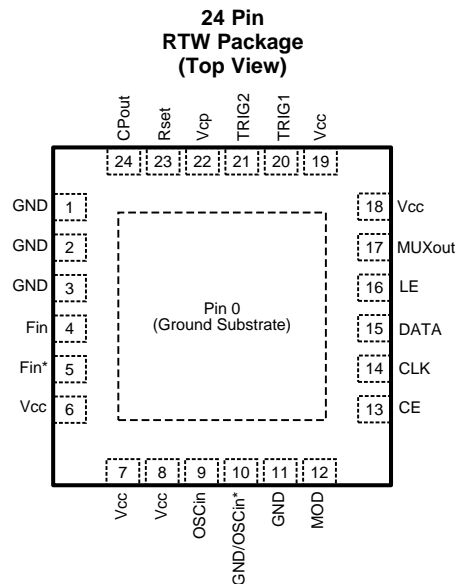 24 Pin
RTW Package
(Top View)
CPout
Rset
Vcp
TRIG2
TRIG1
Vcc
24 23 22 21 20 19
GND 1
GND 2
GND 3
Fin 4
Fin* 5
Vcc 6
Pin 0
(Ground Substrate)
18 Vcc
17 MUXout
16 LE
15 DATA
14 CLK
13 CE
7 8 9 10 11 12
Vcc
Vcc
OSCin
GND/OSCin*
GND
MOD